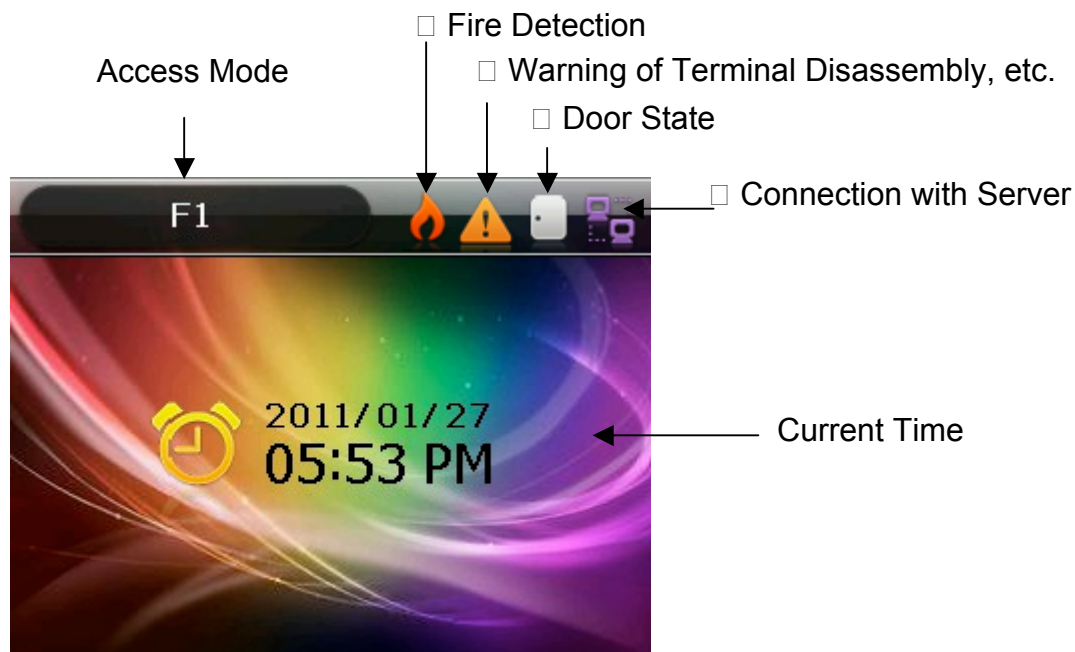 □ Fire Detection
Access Mode
□ Warning of Terminal Disassembly, etc.
□ Door State
□ Connection with Server
F1
2011/01/27
05:53 PM
Current Time